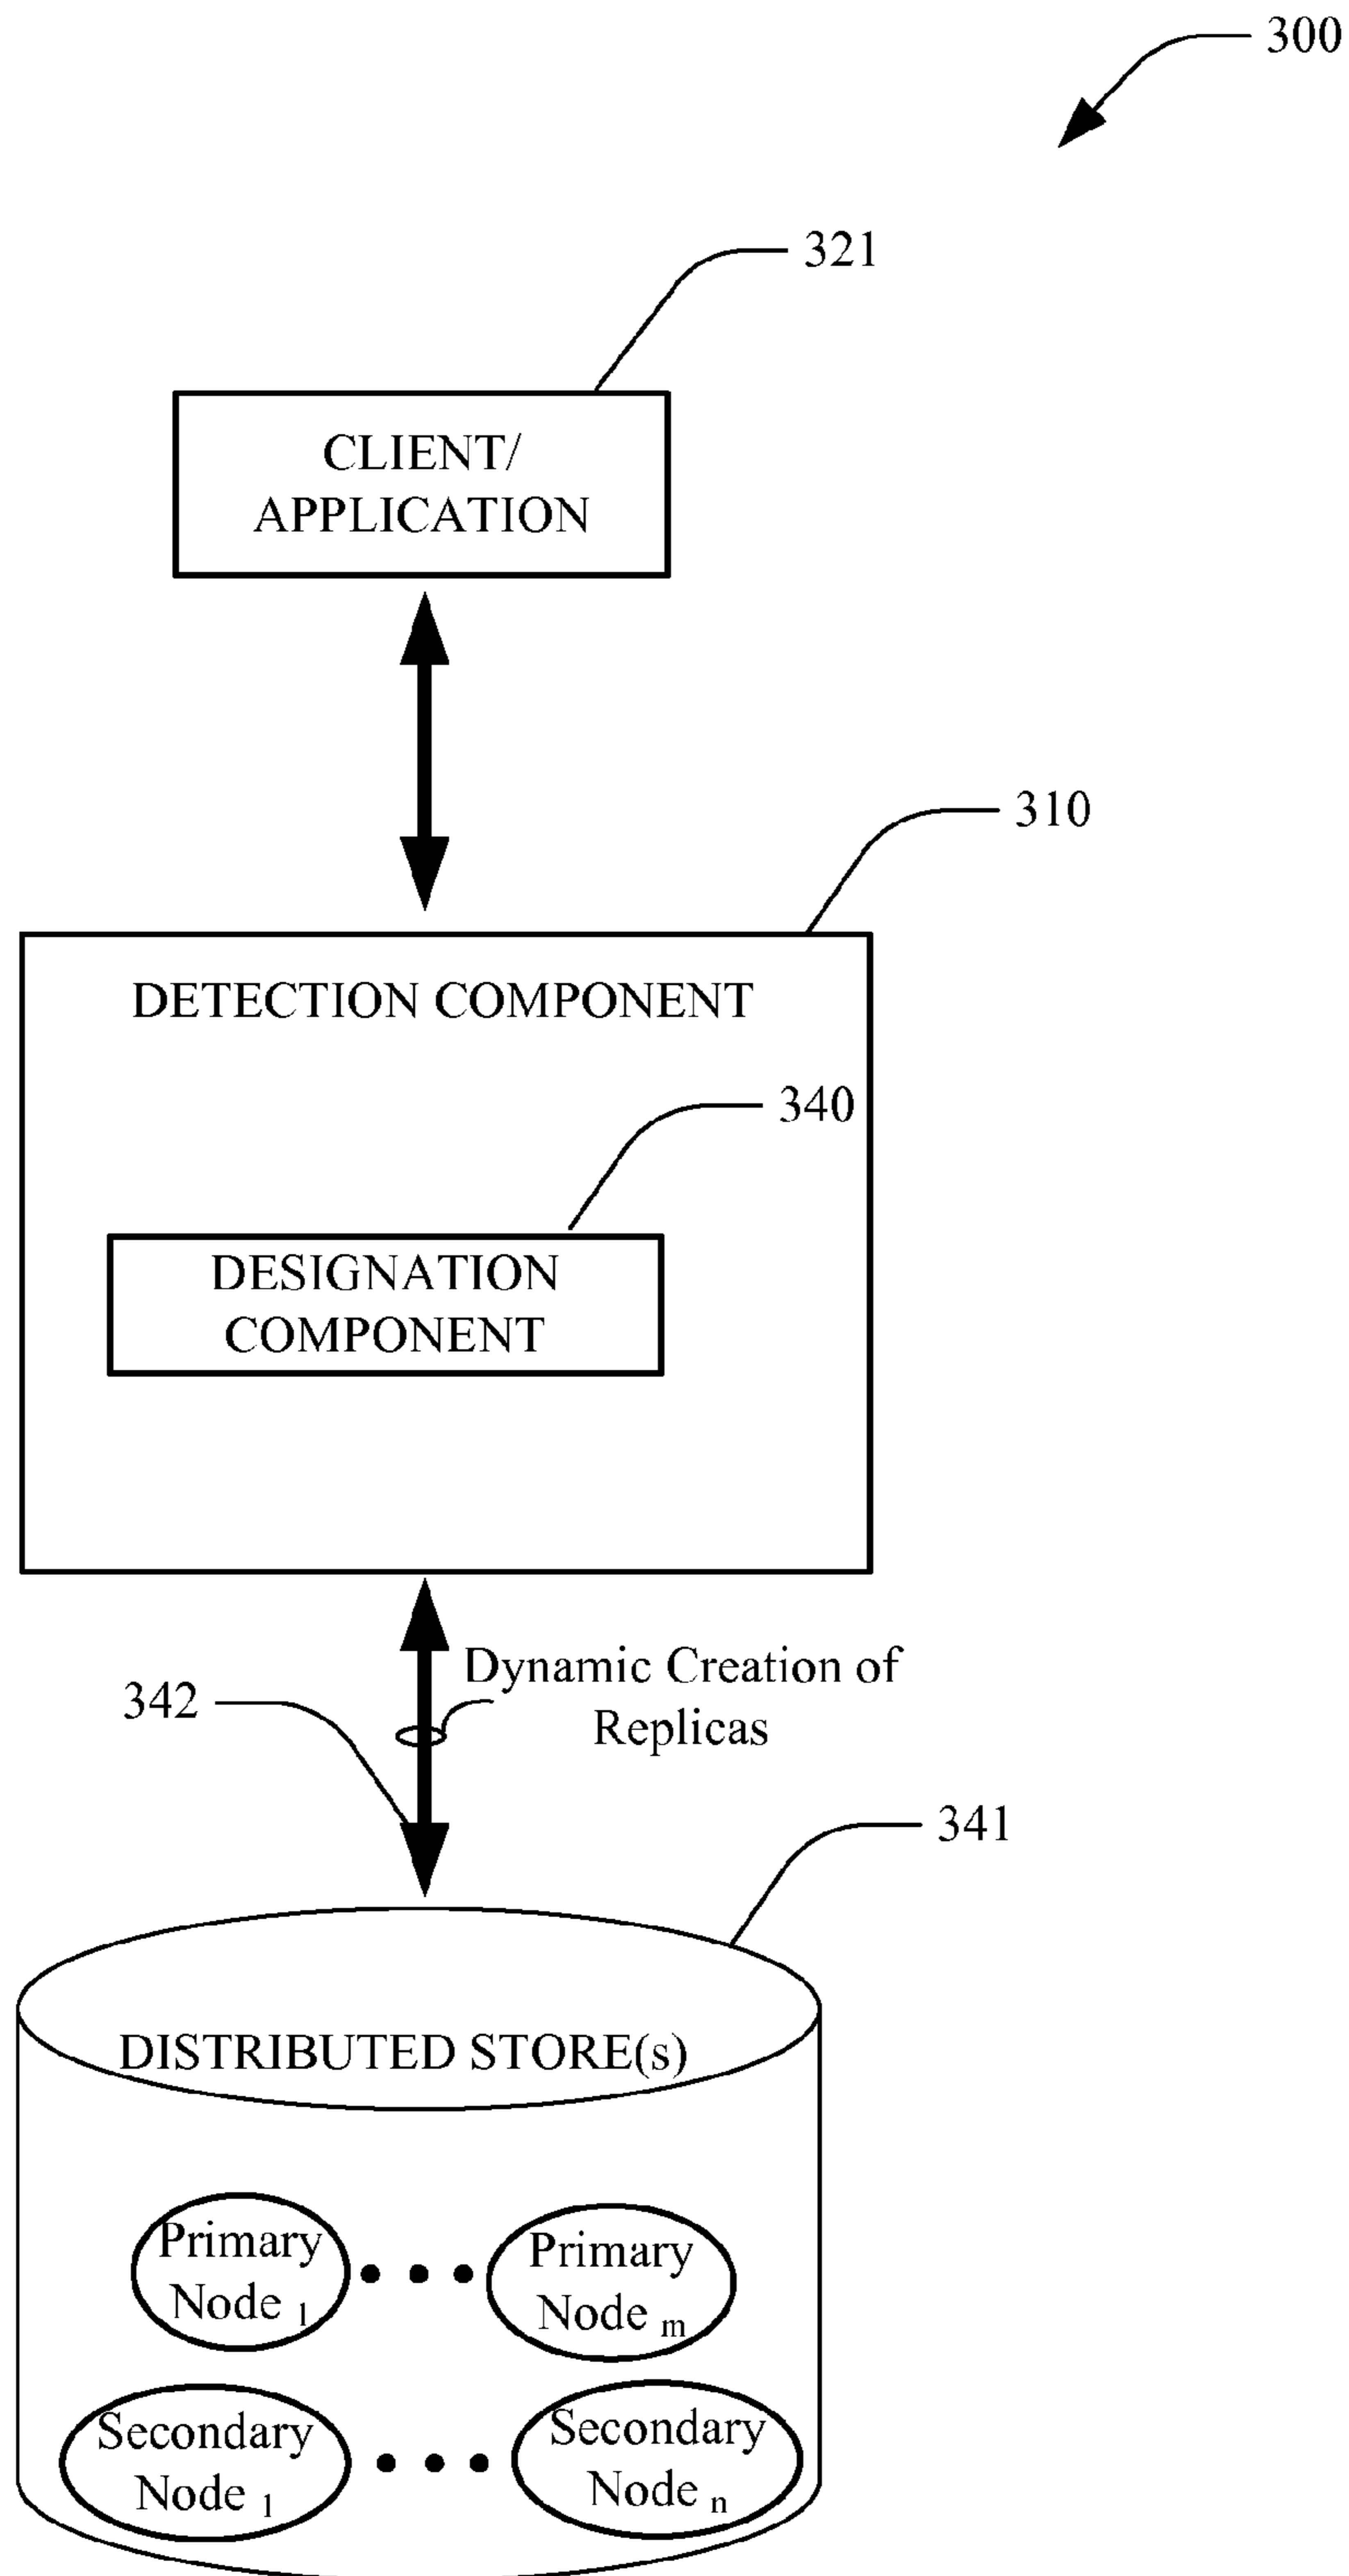 300
321
CLIENT/
APPLICATION
310
DETECTION COMPONENT
340
DESIGNATION
COMPONENT
Dynamic Creation of
Replicas
342
341
DISTRIBUTED STORE(s)
Primary
Node 1
Primary
Node m
Secondary
Node 1
Secondary
Node n